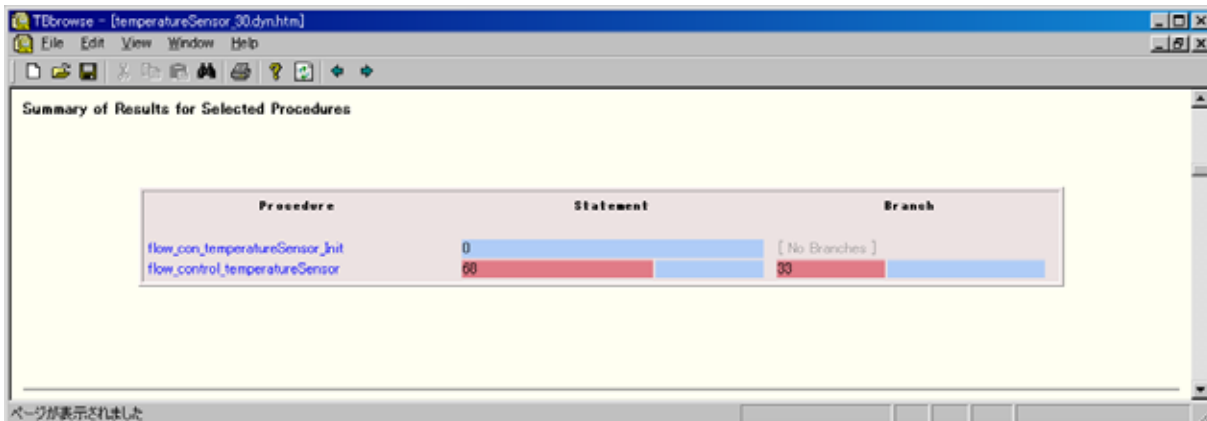 TBbrowse - [temperatureSensor_30.dyn.htm]
File Edit View Window Help
Summary of Results for Selected Procedures
Procedure Statement Branch
flow_con_temperatureSensor_Init 0 [ No Branches ]
flow_control_temperatureSensor 68 33
ページが表示されました